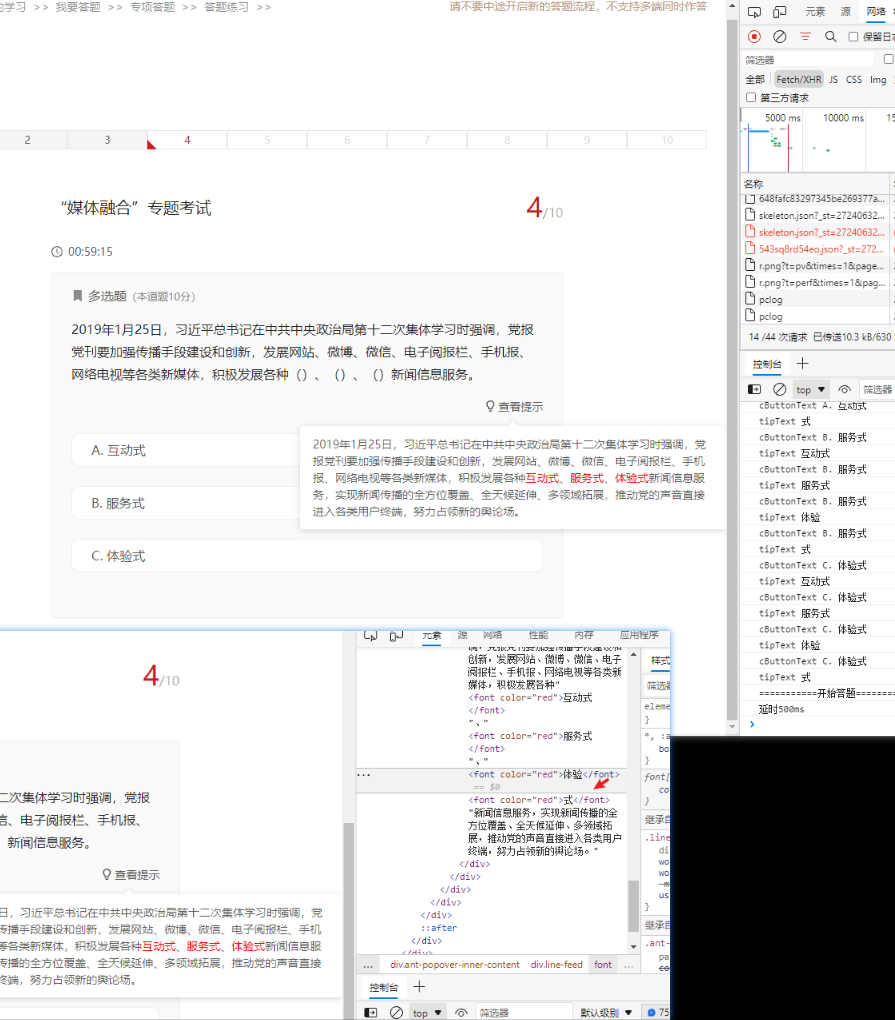 学习 >> 我要答题 >> 专项答题 >> 答题练习 >>
请不要中途开启新的答题流程，不支持多端同时作答
2 3 4 5 6 7 8 9 10
“媒体融合”专题考试
4/10
00:59:15
多选题（本道题10分）
2019年1月25日，习近平总书记在中共中央政治局第十二次集体学习时强调，党报
党刊要加强传播手段建设和创新，发展网站、微博、微信、电子阅报栏、手机报、
网络电视等各类新媒体，积极发展各种（）、（）、（）新闻信息服务。
查看提示
A. 互动式
B. 服务式
C. 体验式
2019年1月25日，习近平总书记在中共中央政治局第十二次集体学习时强调，党
报党刊要加强传播手段建设和创新，发展网站、微博、微信、电子阅报栏、手机
报、网络电视等各类新媒体，积极发展各种互动式、服务式、体验式新闻信息服
务，实现新闻传播的全方位覆盖、全天候延伸、多领域拓展，推动党的声音直接
进入各类用户终端，努力占领新的舆论场。
元素 源 网络
保留日志
筛选器
全部 Fetch/XHR JS CSS Img
第三方请求
5000 ms 10000 ms 15
名称
648fafc83297345be269377a...
skeleton.json?_st=27240632...
skeleton.json?_st=27240632...
543sq8rd54eo.json?_st=272...
r.png?t=pv&times=1&page...
r.png?t=perf&times=1&pag...
pclog
pclog
14 /44 次请求 已传送10.3 kB/630
控制台
top 筛选器
cButtonText A. 互动式
tipText 式
cButtonText B. 服务式
tipText 互动式
cButtonText B. 服务式
tipText 服务式
cButtonText B. 服务式
tipText 体验
cButtonText B. 服务式
tipText 式
cButtonText C. 体验式
tipText 互动式
cButtonText C. 体验式
tipText 服务式
cButtonText C. 体验式
tipText 体验
cButtonText C. 体验式
tipText 式
===========开始答题========
延时500ms
4/10
二次集体学习时强调，党报
信、电子阅报栏、手机报、
新闻信息服务。
查看提示
日，习近平总书记在中共中央政治局第十二次集体学习时强调，党
传播手段建设和创新，发展网站、微博、微信、电子阅报栏、手机
等各类新媒体，积极发展各种互动式、服务式、体验式新闻信息服
传播的全方位覆盖、全天候延伸、多领域拓展，推动党的声音直接
终端，努力占领新的舆论场。
元素 源 网络 性能 内存 应用程序
调，党报党刊要加强传播手段建设和
创新，发展网站、微博、微信、电子
阅报栏、手机报、网络电视等各类新
媒体，积极发展各种"
<font color="red">互动式
</font>
"、"
<font color="red">服务式
</font>
"、"
<font color="red">体验</font>
== $0
<font color="red">式</font>
"新闻信息服务，实现新闻传播的全
方位覆盖、全天候延伸、多领域拓
展，推动党的声音直接进入各类用户
终端，努力占领新的舆论场。"
</div>
</div>
</div>
</div>
</div>
::after
</div>
</div>
... div.ant-popover-inner-content div.line-feed font ...
样式
筛选器
eleme
}
*, :a
bo
}
font[
co
}
继承自
.line
di
wo
wo
us
}
继承自
.ant-
pa
co
控制台
top 筛选器 默认级别 75